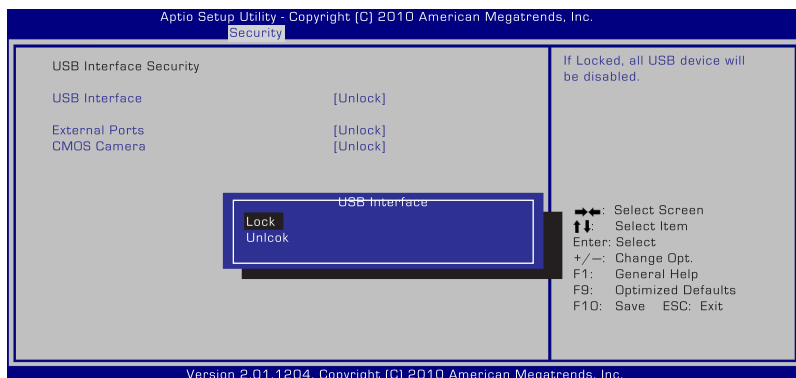 Aptio Setup Utility - Copyright (C) 2010 American Megatrends, Inc.
Security
USB Interface Security
USB Interface [Unlock]
External Ports [Unlock]
CMOS Camera [Unlock]
USB Interface
Lock
Unlcok
If Locked, all USB device will
be disabled.
→←: Select Screen
↑↓: Select Item
Enter: Select
+/—: Change Opt.
F1: General Help
F9: Optimized Defaults
F10: Save ESC: Exit
Version 2.01.1204. Copyright (C) 2010 American Megatrends, Inc.